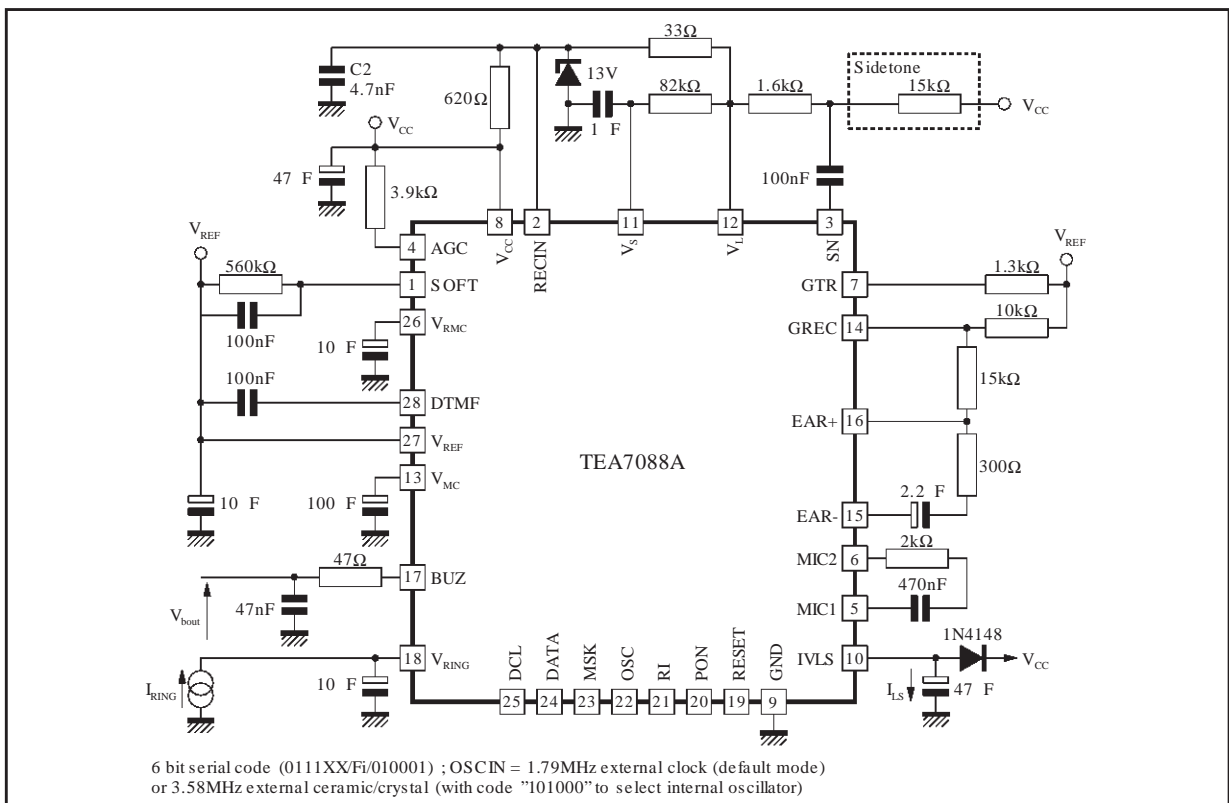 33Ω
C2
4.7nF
13V
620Ω
82kΩ
1.6kΩ
Sidetone
15kΩ
VCC
1 F
VCC
47 F
3.9kΩ
100nF
8
2
11
12
3
VREF
4
AGC
VCC
RECIN
VS
VL
SN
VREF
560kΩ
1
SOFT
GTR
7
1.3kΩ
100nF
26
VRMC
GREC
14
10kΩ
10 F
100nF
15kΩ
28
DTMF
EAR+
16
27
VREF
TEA7088A
300Ω
13
VMC
10 F
100 F
2.2 F
EAR-
15
47Ω
17
BUZ
MIC2
6
2kΩ
470nF
Vbout
47nF
MIC1
5
1N4148
18
VRING
DCL
DATA
MSK
OSC
RI
PON
RESET
GND
IVLS
10
VCC
IRING
10 F
ILS
47 F
25
24
23
22
21
20
19
9
6 bit serial code (0111XX/Fi/010001) ; OSCIN = 1.79MHz external clock (default mode)
or 3.58MHz external ceramic/crystal (with code "101000" to select internal oscillator)